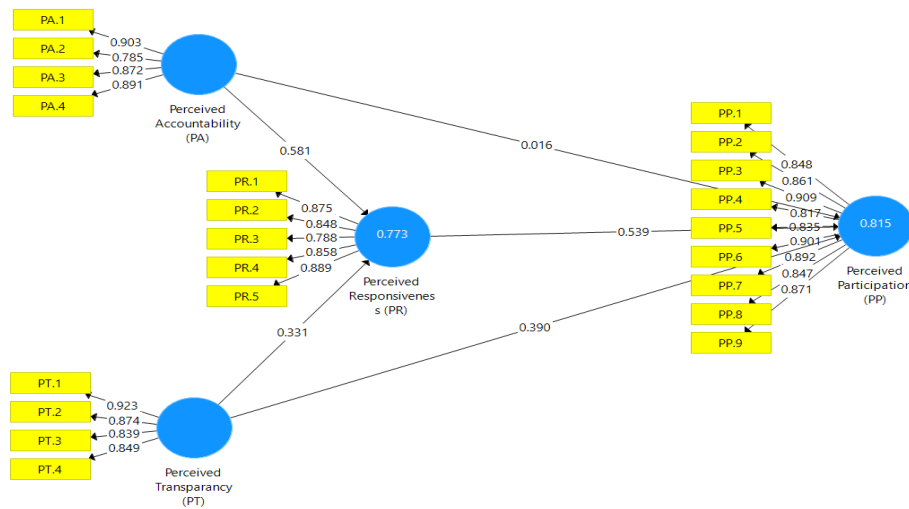 PA.1
PA.2
PA.3
PA.4
0.903
0.785
0.872
0.891
Perceived
Accountability
(PA)
0.581
0.016
PR.1
PR.2
PR.3
PR.4
PR.5
0.875
0.848
0.788
0.858
0.889
0.773
Perceived
Responsivenes
s (PR)
0.539
0.331
0.390
PT.1
PT.2
PT.3
PT.4
0.923
0.874
0.839
0.849
Perceived
Transparancy
(PT)
PP.1
PP.2
PP.3
PP.4
PP.5
PP.6
PP.7
PP.8
PP.9
0.848
0.861
0.909
0.817
0.835
0.901
0.892
0.847
0.871
0.815
Perceived
Participation
(PP)